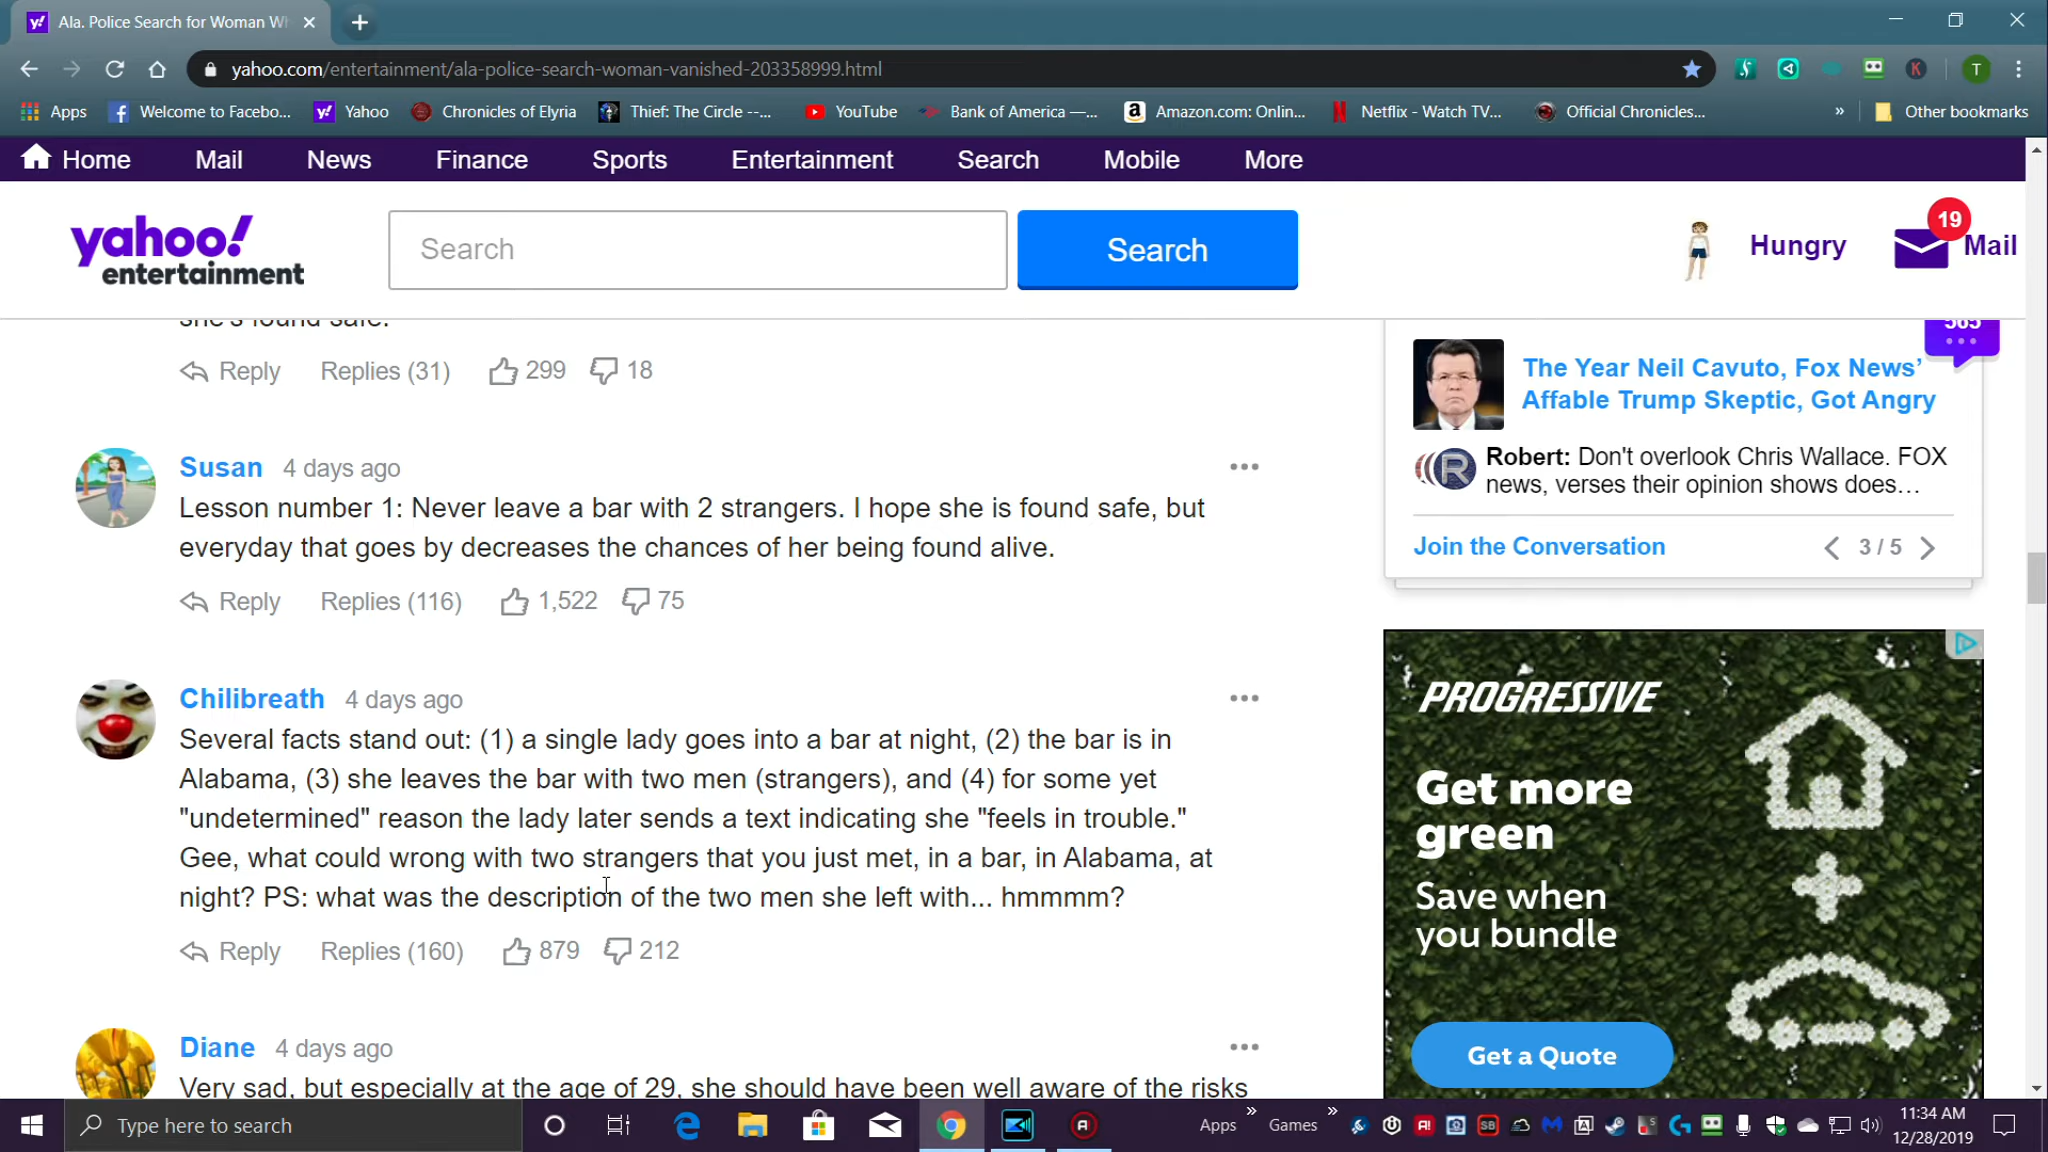 Ala. Police Search for Woman Wh
yahoo.com/entertainment/ala-police-search-woman-vanished-203358999.html
T
Apps
Welcome to Facebo...
Yahoo
Chronicles of Elyria
Thief: The Circle --...
YouTube
Bank of America —...
Amazon.com: Onlin...
Netflix - Watch TV...
Official Chronicles...
»
Other bookmarks
Home Mail News Finance Sports Entertainment Search Mobile More
yahoo!
entertainment
Search
Search
Hungry
19
Mail
she's found safe.
Reply Replies (31) 299 18
Susan 4 days ago
Lesson number 1: Never leave a bar with 2 strangers. I hope she is found safe, but
everyday that goes by decreases the chances of her being found alive.
Reply Replies (116) 1,522 75
Chilibreath 4 days ago
Several facts stand out: (1) a single lady goes into a bar at night, (2) the bar is in
Alabama, (3) she leaves the bar with two men (strangers), and (4) for some yet
"undetermined" reason the lady later sends a text indicating she "feels in trouble."
Gee, what could wrong with two strangers that you just met, in a bar, in Alabama, at
night? PS: what was the description of the two men she left with... hmmmm?
Reply Replies (160) 879 212
Diane 4 days ago
Very sad, but especially at the age of 29, she should have been well aware of the risks
565
The Year Neil Cavuto, Fox News'
Affable Trump Skeptic, Got Angry
R
Robert: Don't overlook Chris Wallace. FOX
news, verses their opinion shows does...
Join the Conversation
3 / 5
PROGRESSIVE
Get more
green
Save when
you bundle
Get a Quote
Type here to search
Apps »
Games »
11:34 AM
12/28/2019